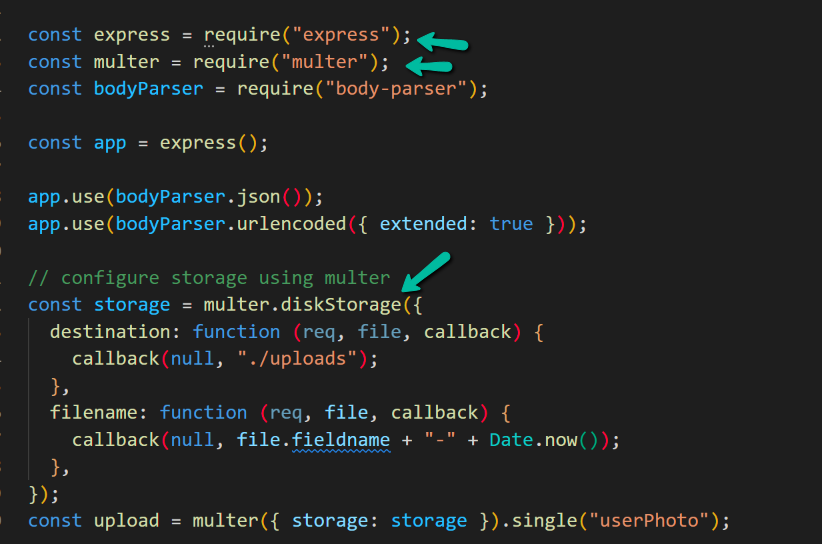 const express = require("express");
const multer = require("multer");
const bodyParser = require("body-parser");
const app = express();
app.use(bodyParser.json());
app.use(bodyParser.urlencoded({ extended: true }));
// configure storage using multer
const storage = multer.diskStorage({
destination: function (req, file, callback) {
callback(null, "./uploads");
},
filename: function (req, file, callback) {
callback(null, file.fieldname + "-" + Date.now());
},
});
const upload = multer({ storage: storage }).single("userPhoto");